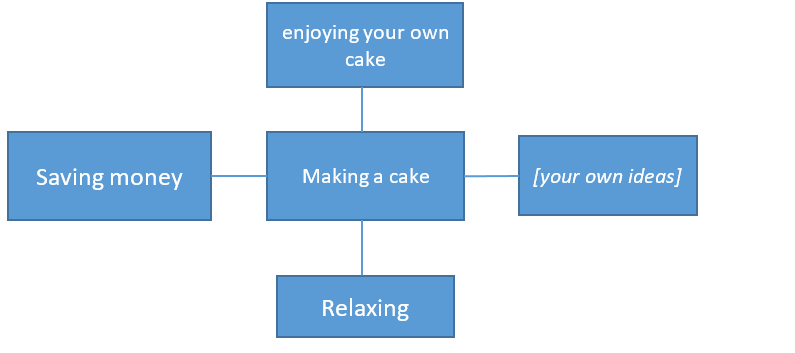 enjoying your own
cake
Saving money
Making a cake
[your own ideas]
Relaxing